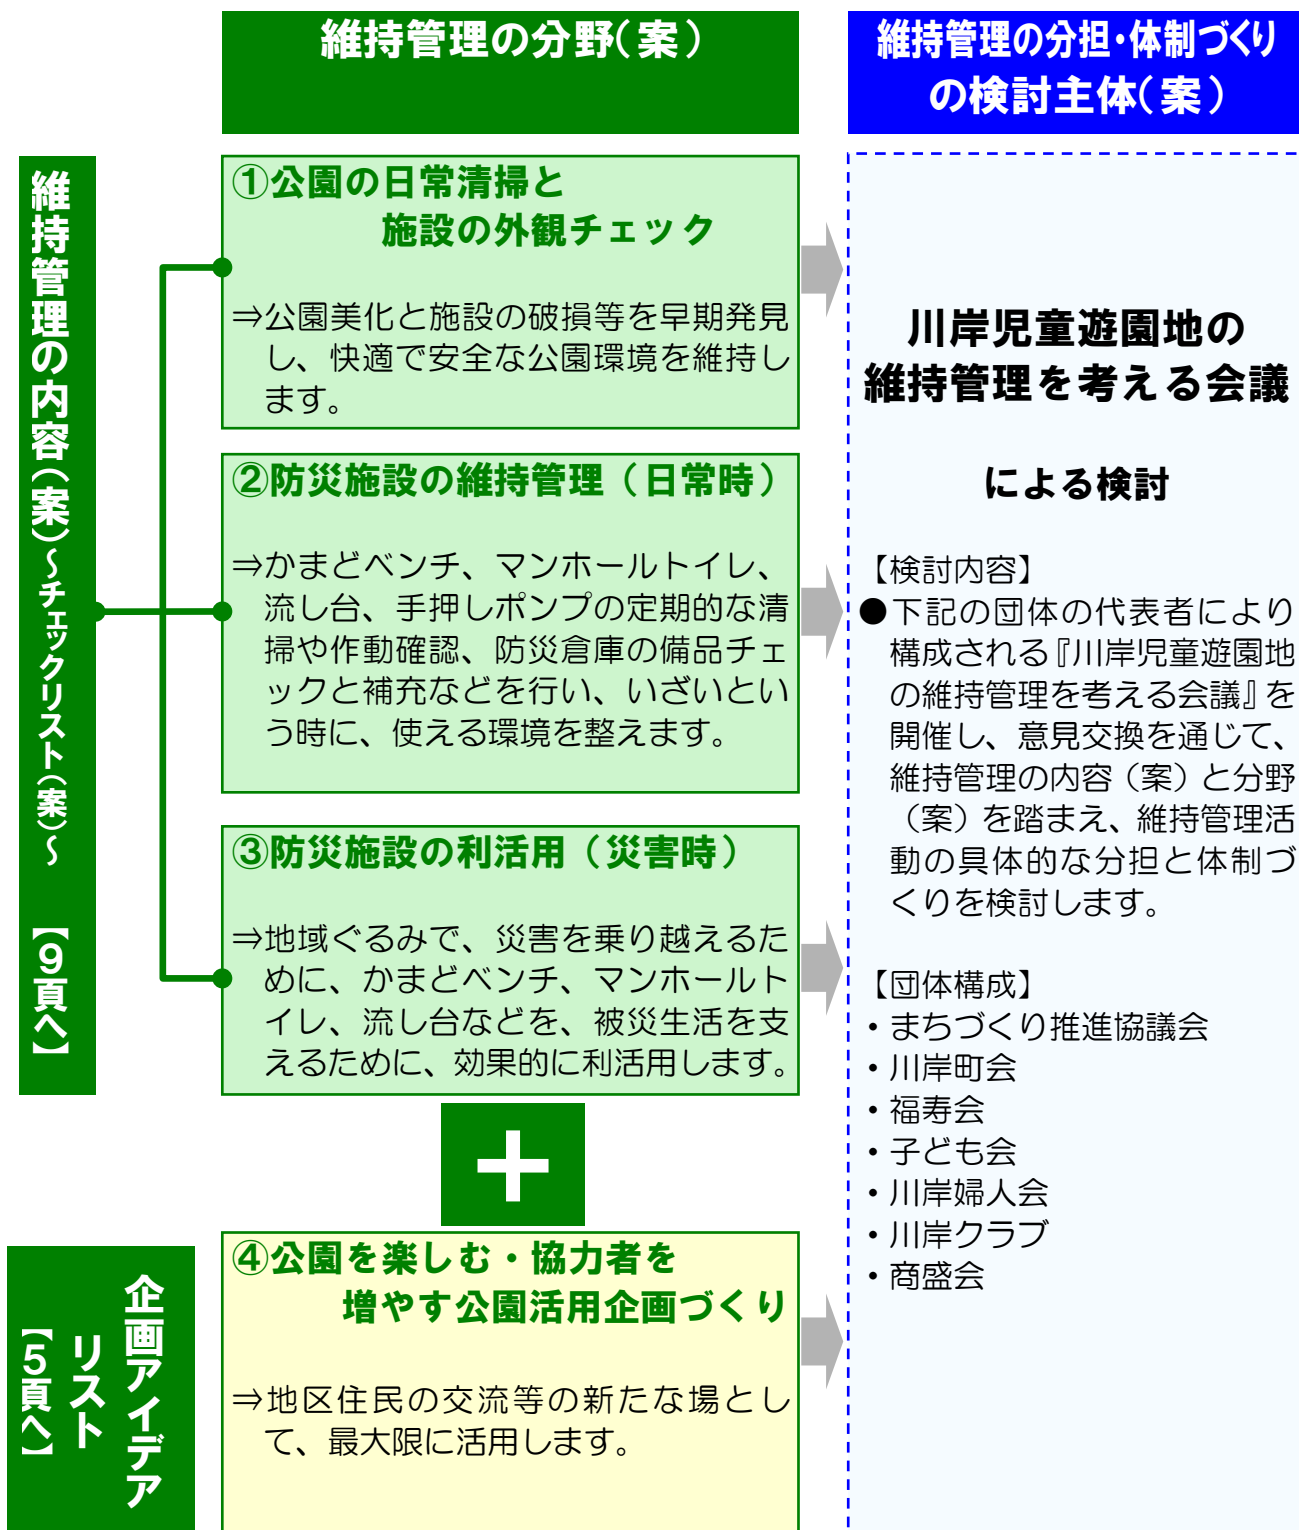 維持管理の分野(案)
維持管理の分担・体制づくり
の検討主体(案)
維持管理の内容(案)～チェックリスト(案)～ 【9頁へ】
①公園の日常清掃と
施設の外観チェック
⇒公園美化と施設の破損等を早期発見
し、快適で安全な公園環境を維持し
ます。
②防災施設の維持管理（日常時）
⇒かまどベンチ、マンホールトイレ、
流し台、手押しポンプの定期的な清
掃や作動確認、防災倉庫の備品チェ
ックと補充などを行い、いざいとい
う時に、使える環境を整えます。
③防災施設の利活用（災害時）
⇒地域ぐるみで、災害を乗り越えるた
めに、かまどベンチ、マンホールト
イレ、流し台などを、被災生活を支
えるために、効果的に利活用します。
＋
企画アイデア
リスト
【5頁へ】
④公園を楽しむ・協力者を
増やす公園活用企画づくり
⇒地区住民の交流等の新たな場とし
て、最大限に活用します。
川岸児童遊園地の
維持管理を考える会議
による検討
【検討内容】
●下記の団体の代表者により
構成される『川岸児童遊園地
の維持管理を考える会議』を
開催し、意見交換を通じて、
維持管理の内容（案）と分野
（案）を踏まえ、維持管理活
動の具体的な分担と体制づ
くりを検討します。
【団体構成】
・まちづくり推進協議会
・川岸町会
・福寿会
・子ども会
・川岸婦人会
・川岸クラブ
・商盛会